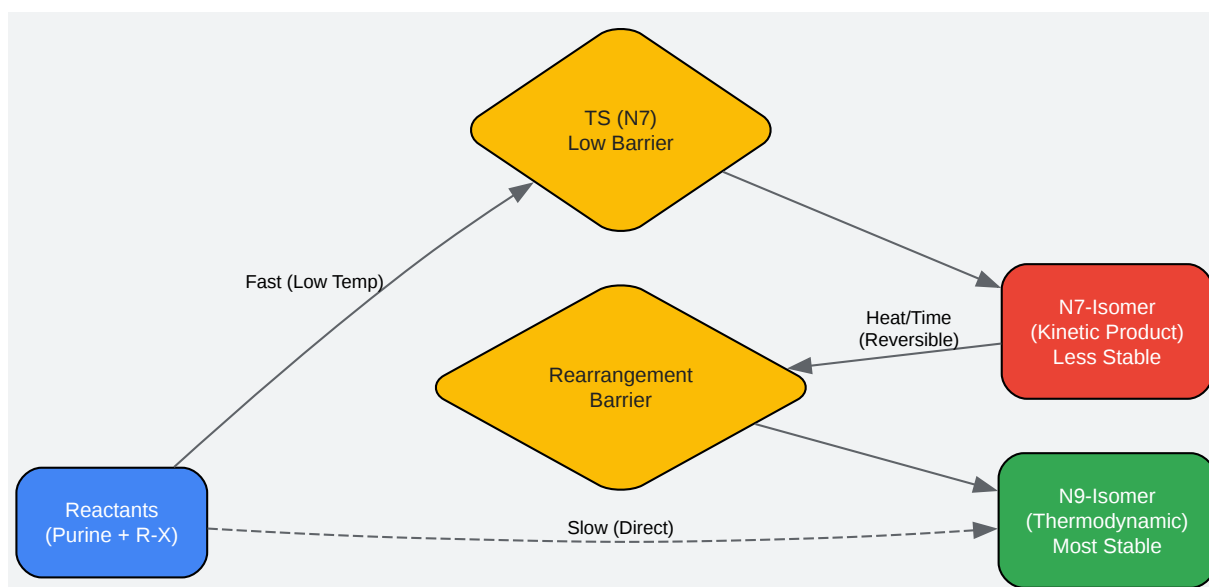 TS (N7)
Low Barrier
Fast (Low Temp)
N7-Isomer
(Kinetic Product)
Less Stable
Heat/Time
(Reversible)
Rearrangement
Barrier
Reactants
(Purine + R-X)
Slow (Direct)
N9-Isomer
(Thermodynamic)
Most Stable